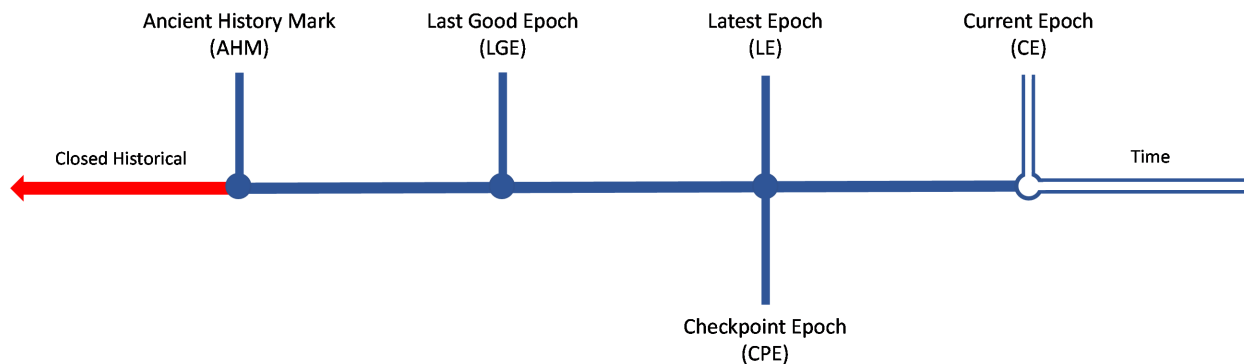 Ancient History Mark
(AHM)
Last Good Epoch
(LGE)
Latest Epoch
(LE)
Current Epoch
(CE)
Closed Historical
Time
Checkpoint Epoch
(CPE)